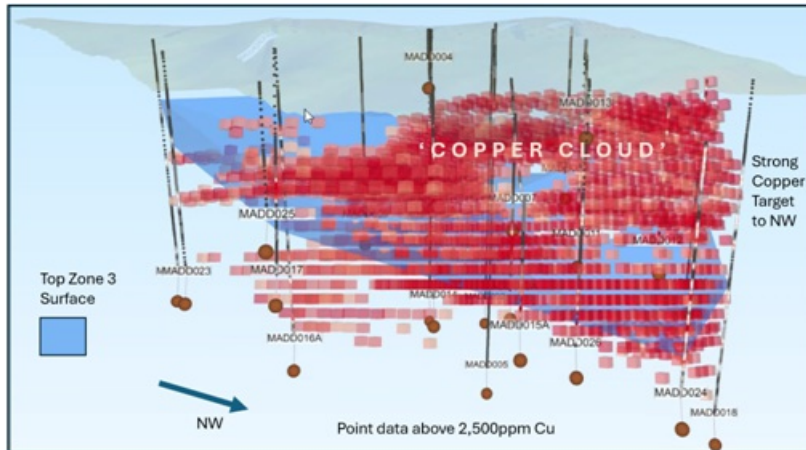 MADD004
MADD013
'COPPER CLOUD'
Strong
Copper
Target
to NW
MADD025
MADD023
MADD017
Top Zone 3
Surface
MADD015A
MADD016A
MADD026
MADD005
MADD024
MADD018
NW
Point data above 2,500ppm Cu